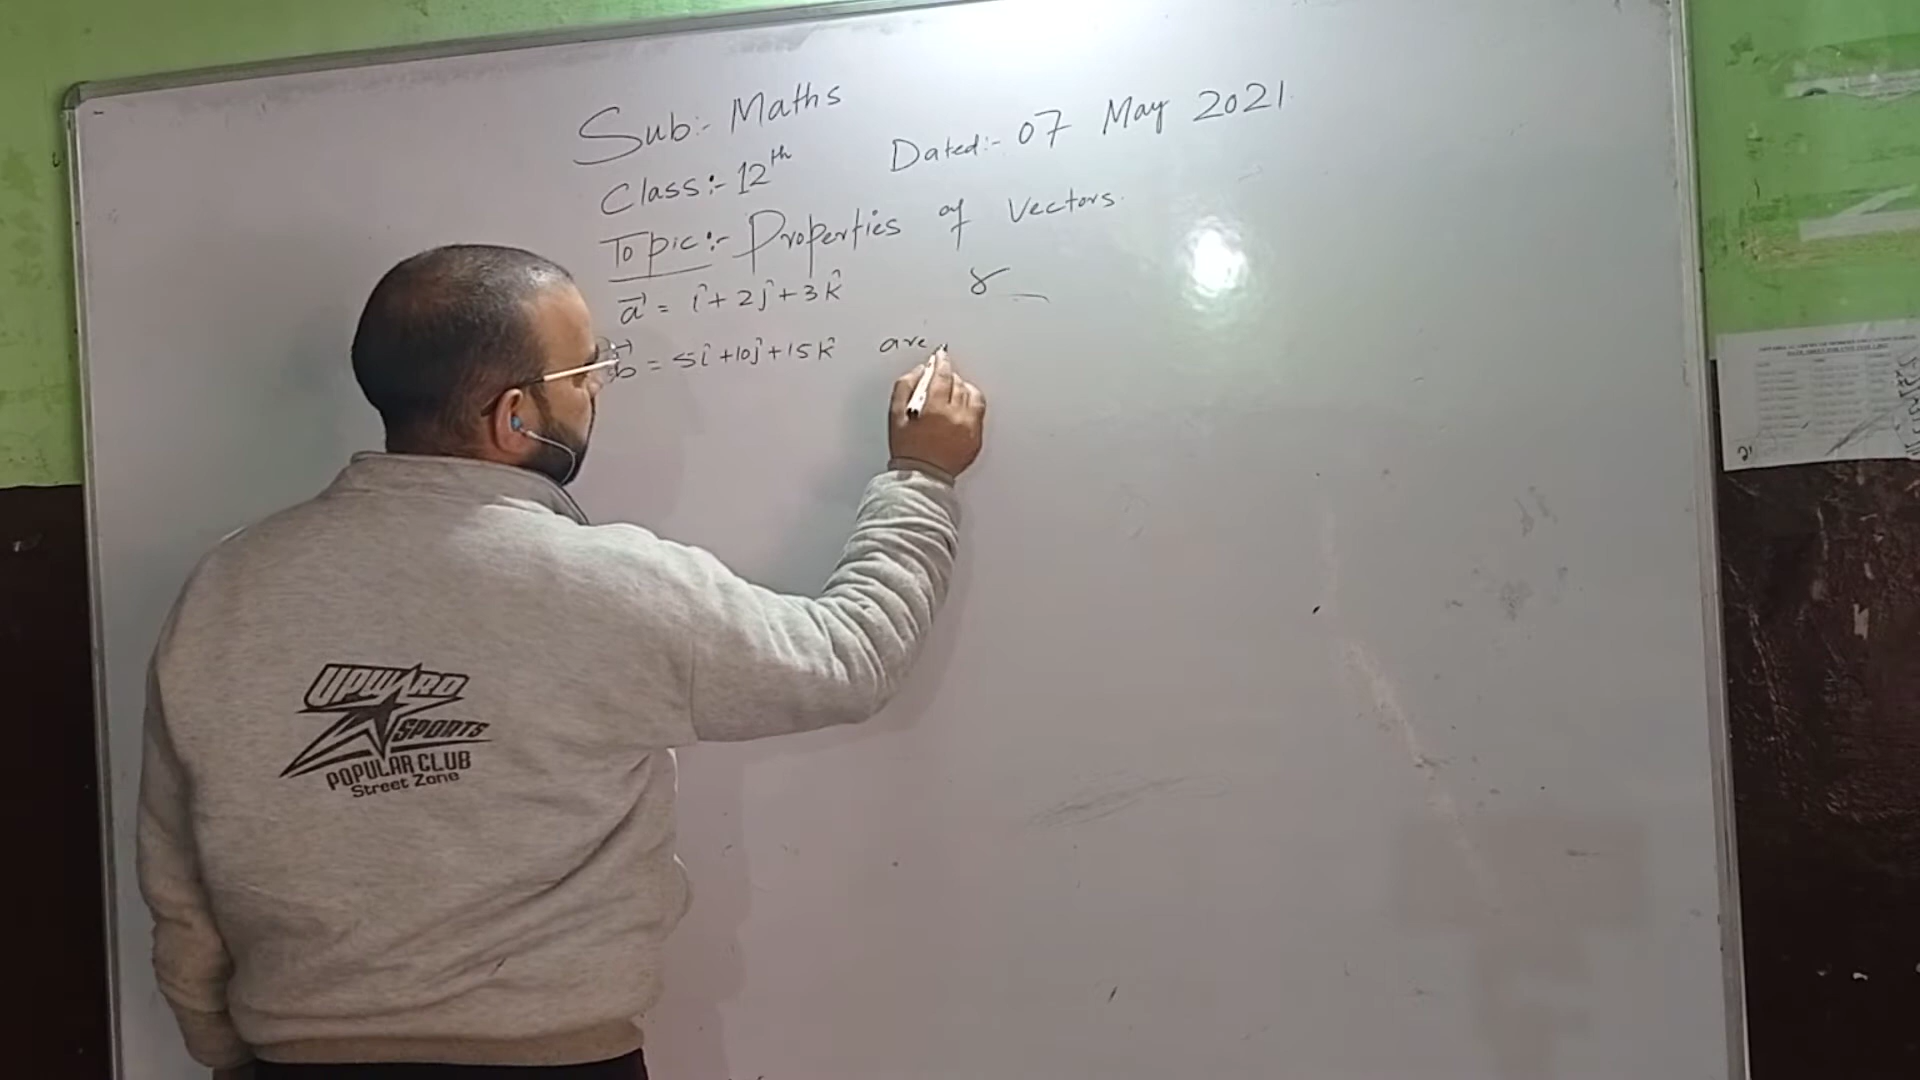 Sub:- Maths
Class:- 12th Dated:- 07 May 2021
Topic:- Properties of Vectors.
a⃗ = î + 2ĵ + 3k̂
b⃗ = 5î + 10ĵ + 15k̂ are
UPWARD
SPORTS
POPULAR CLUB
Street Zone